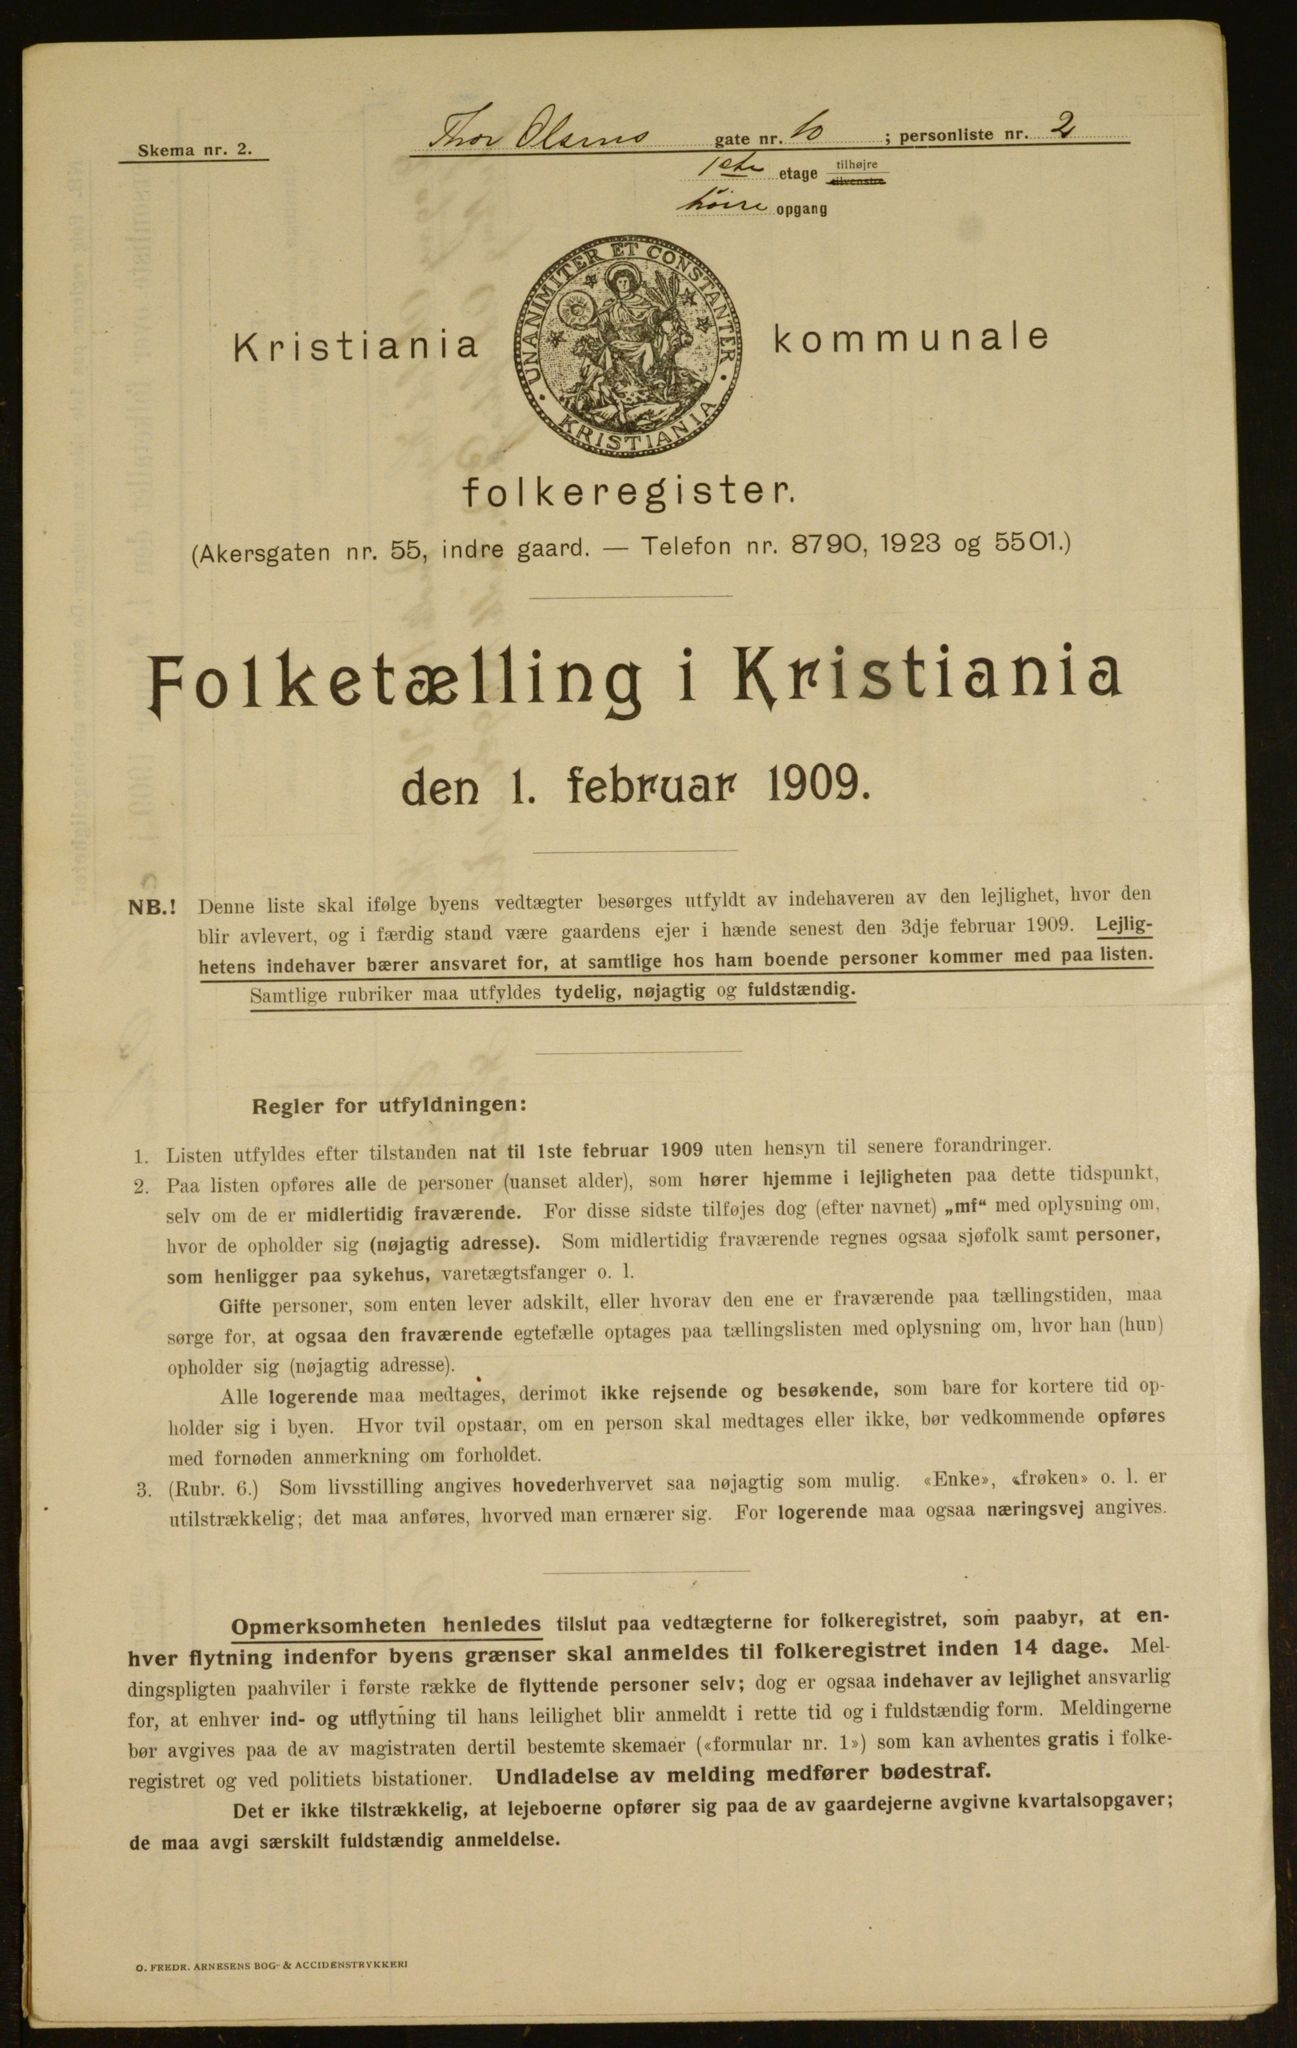 Skema nr. 2.
Thor Olsens gate nr. 10 ; personliste nr. 2
1ste etage tilhøjre tilvenstre
høire opgang
UNANIMITER ET CONSTANTER · KRISTIANIA ·
Kristiania kommunale
folkeregister.
(Akersgaten nr. 55, indre gaard. — Telefon nr. 8790, 1923 og 5501.)
Folketælling i Kristiania
den 1. februar 1909.
NB.! Denne liste skal ifølge byens vedtægter besørges utfyldt av indehaveren av den lejlighet, hvor den
blir avlevert, og i færdig stand være gaardens ejer i hænde senest den 3dje februar 1909. Lejlig-
hetens indehaver bærer ansvaret for, at samtlige hos ham boende personer kommer med paa listen.
Samtlige rubriker maa utfyldes tydelig, nøjagtig og fuldstændig.
Regler for utfyldningen:
1. Listen utfyldes efter tilstanden nat til 1ste februar 1909 uten hensyn til senere forandringer.
2. Paa listen opføres alle de personer (uanset alder), som hører hjemme i lejligheten paa dette tidspunkt,
selv om de er midlertidig fraværende. For disse sidste tilføjes dog (efter navnet) „mf“ med oplysning om,
hvor de opholder sig (nøjagtig adresse). Som midlertidig fraværende regnes ogsaa sjøfolk samt personer,
som henligger paa sykehus, varetægtsfanger o. l.
Gifte personer, som enten lever adskilt, eller hvorav den ene er fraværende paa tællingstiden, maa
sørge for, at ogsaa den fraværende egtefælle optages paa tællingslisten med oplysning om, hvor han (hun)
opholder sig (nøjagtig adresse).
Alle logerende maa medtages, derimot ikke rejsende og besøkende, som bare for kortere tid op-
holder sig i byen. Hvor tvil opstaar, om en person skal medtages eller ikke, bør vedkommende opføres
med fornøden anmerkning om forholdet.
3. (Rubr. 6.) Som livsstilling angives hovederhvervet saa nøjagtig som mulig. «Enke», «frøken» o. l. er
utilstrækkelig; det maa anføres, hvorved man ernærer sig. For logerende maa ogsaa næringsvej angives.
Opmerksomheten henledes tilslut paa vedtægterne for folkeregistret, som paabyr, at en-
hver flytning indenfor byens grænser skal anmeldes til folkeregistret inden 14 dage. Mel-
dingspligten paahviler i første række de flyttende personer selv; dog er ogsaa indehaver av lejlighet ansvarlig
for, at enhver ind- og utflytning til hans leilighet blir anmeldt i rette tid og i fuldstændig form. Meldingerne
bør avgives paa de av magistraten dertil bestemte skemaer («formular nr. 1») som kan avhentes gratis i folke-
registret og ved politiets bistationer. Undladelse av melding medfører bødestraf.
Det er ikke tilstrækkelig, at lejeboerne opfører sig paa de av gaardejerne avgivne kvartalsopgaver;
de maa avgi særskilt fuldstændig anmeldelse.
O. FREDR. ARNESENS BOG- & ACCIDENSTRYKKERI